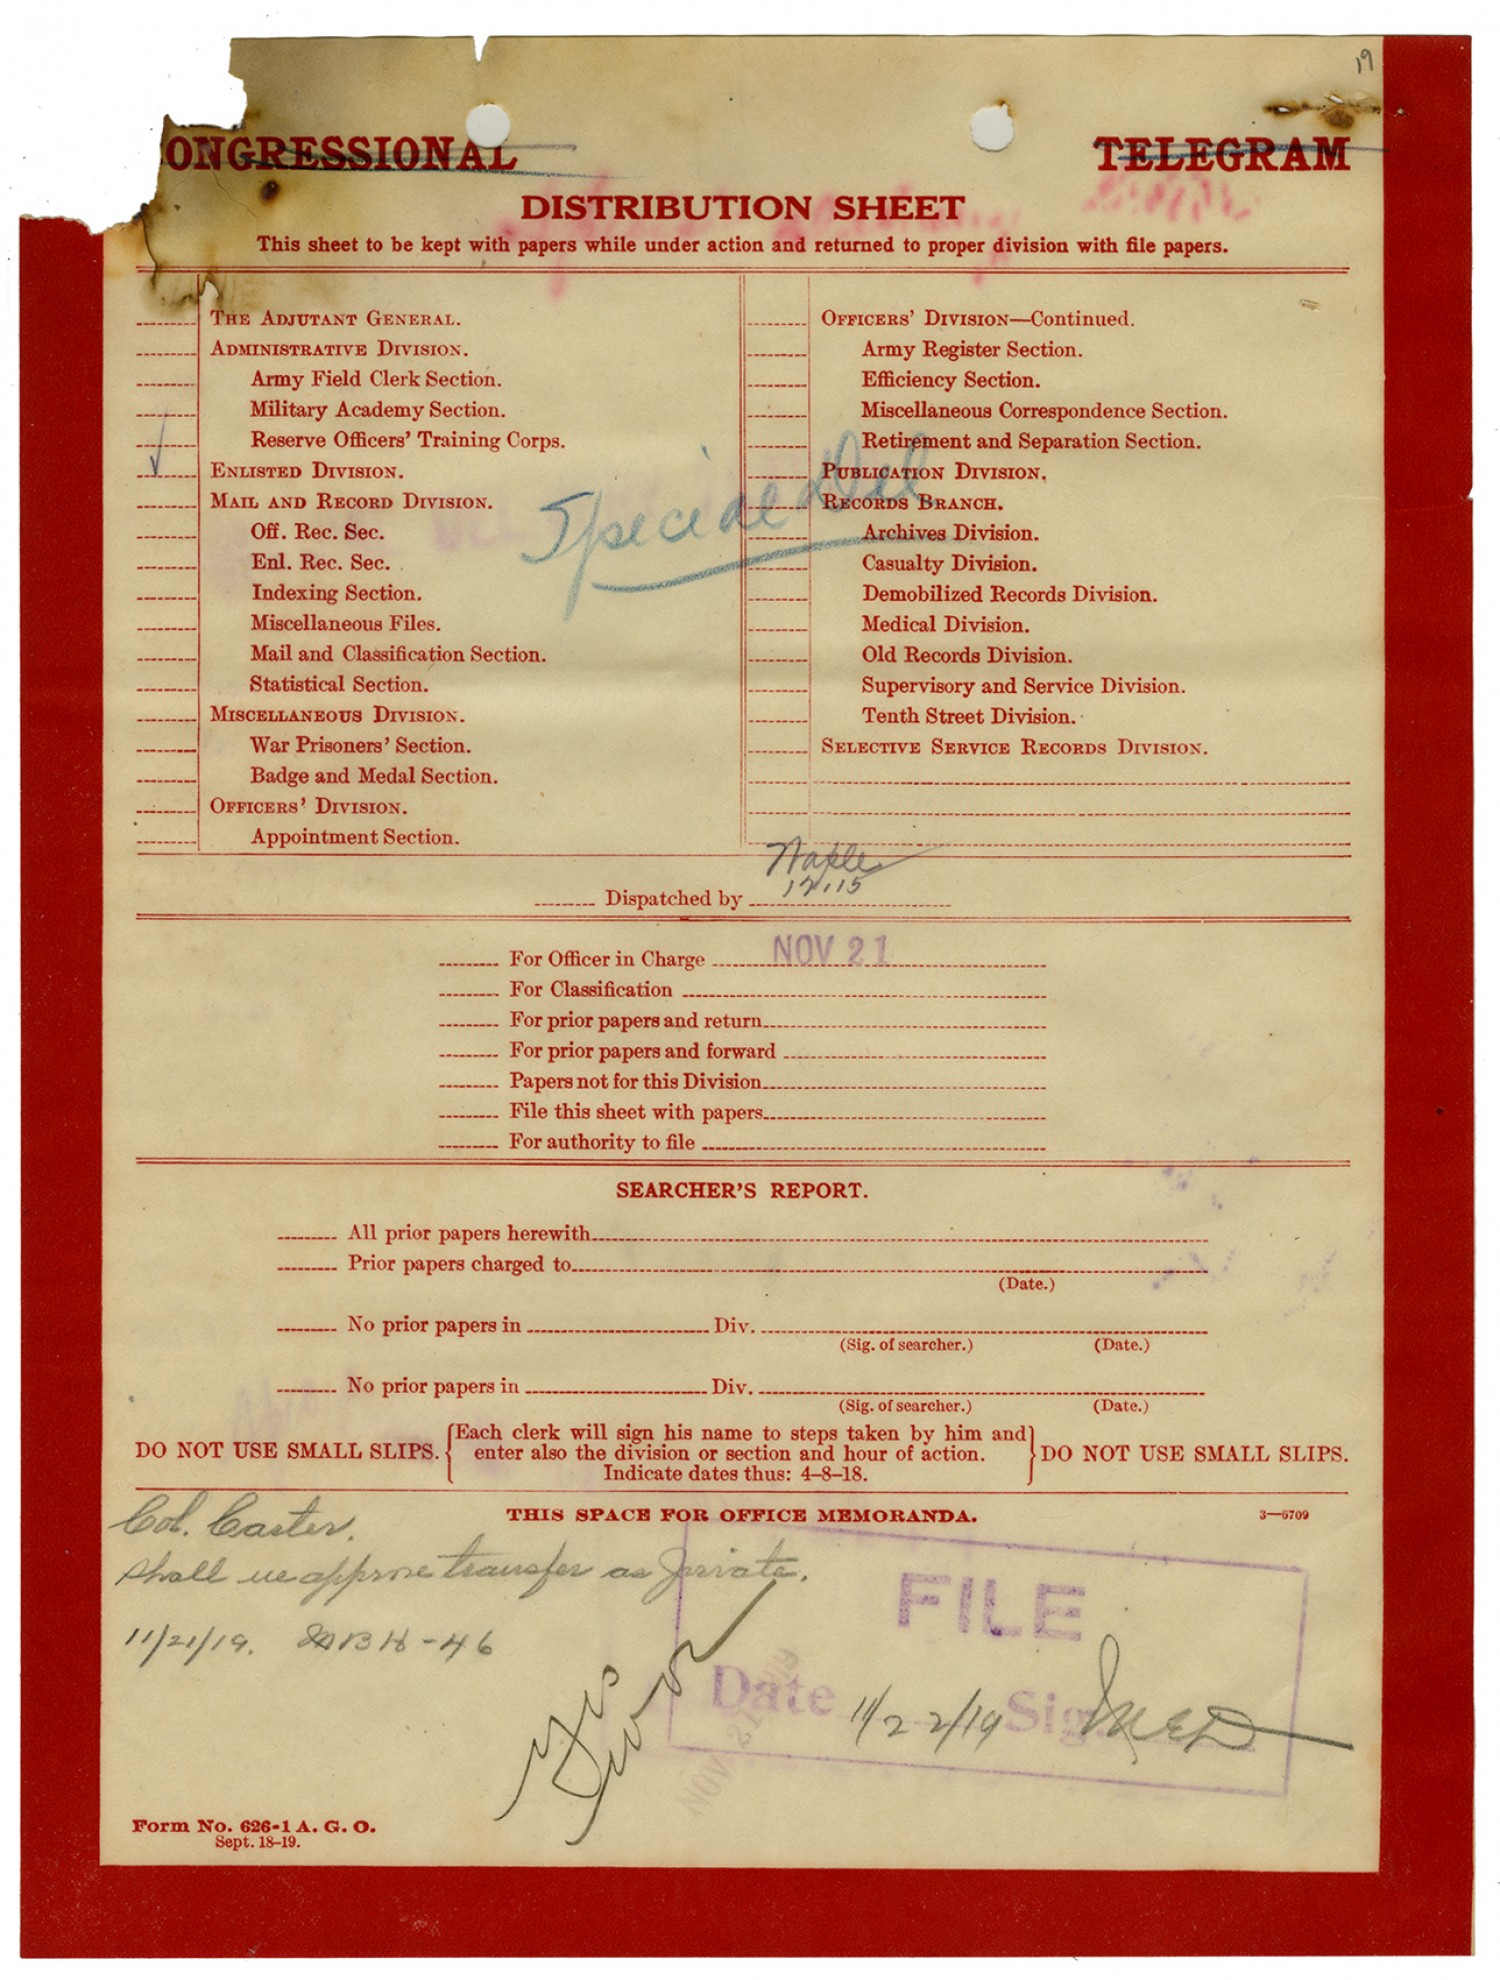 19
ONGRESSIONAL TELEGRAM
DISTRIBUTION SHEET
This sheet to be kept with papers while under action and returned to proper division with file papers.
THE ADJUTANT GENERAL.
ADMINISTRATIVE DIVISION.
Army Field Clerk Section.
Military Academy Section.
Reserve Officers' Training Corps.
ENLISTED DIVISION.
MAIL AND RECORD DIVISION.
Off. Rec. Sec.
Enl. Rec. Sec.
Indexing Section.
Miscellaneous Files.
Mail and Classification Section.
Statistical Section.
MISCELLANEOUS DIVISION.
War Prisoners' Section.
Badge and Medal Section.
OFFICERS' DIVISION.
Appointment Section.
OFFICERS' DIVISION—Continued.
Army Register Section.
Efficiency Section.
Miscellaneous Correspondence Section.
Retirement and Separation Section.
PUBLICATION DIVISION.
RECORDS BRANCH.
Archives Division.
Casualty Division.
Demobilized Records Division.
Medical Division.
Old Records Division.
Supervisory and Service Division.
Tenth Street Division.
SELECTIVE SERVICE RECORDS DIVISION.
Special Del
Dispatched by 12.15
For Officer in Charge NOV 21
For Classification
For prior papers and return
For prior papers and forward
Papers not for this Division
File this sheet with papers
For authority to file
SEARCHER'S REPORT.
All prior papers herewith
Prior papers charged to
(Date.)
No prior papers in Div.
(Sig. of searcher.) (Date.)
No prior papers in Div.
(Sig. of searcher.) (Date.)
DO NOT USE SMALL SLIPS. {Each clerk will sign his name to steps taken by him and enter also the division or section and hour of action. Indicate dates thus: 4-8-18.} DO NOT USE SMALL SLIPS.
THIS SPACE FOR OFFICE MEMORANDA. 3—6709
Col. Carter.
Shall we approve transfer as Private.
11/21/19. BH-46
Yes
FILE
Date 11/22/19 Sig.
NOV 21 1919
Form No. 626-1 A. G. O.
Sept. 18-19.